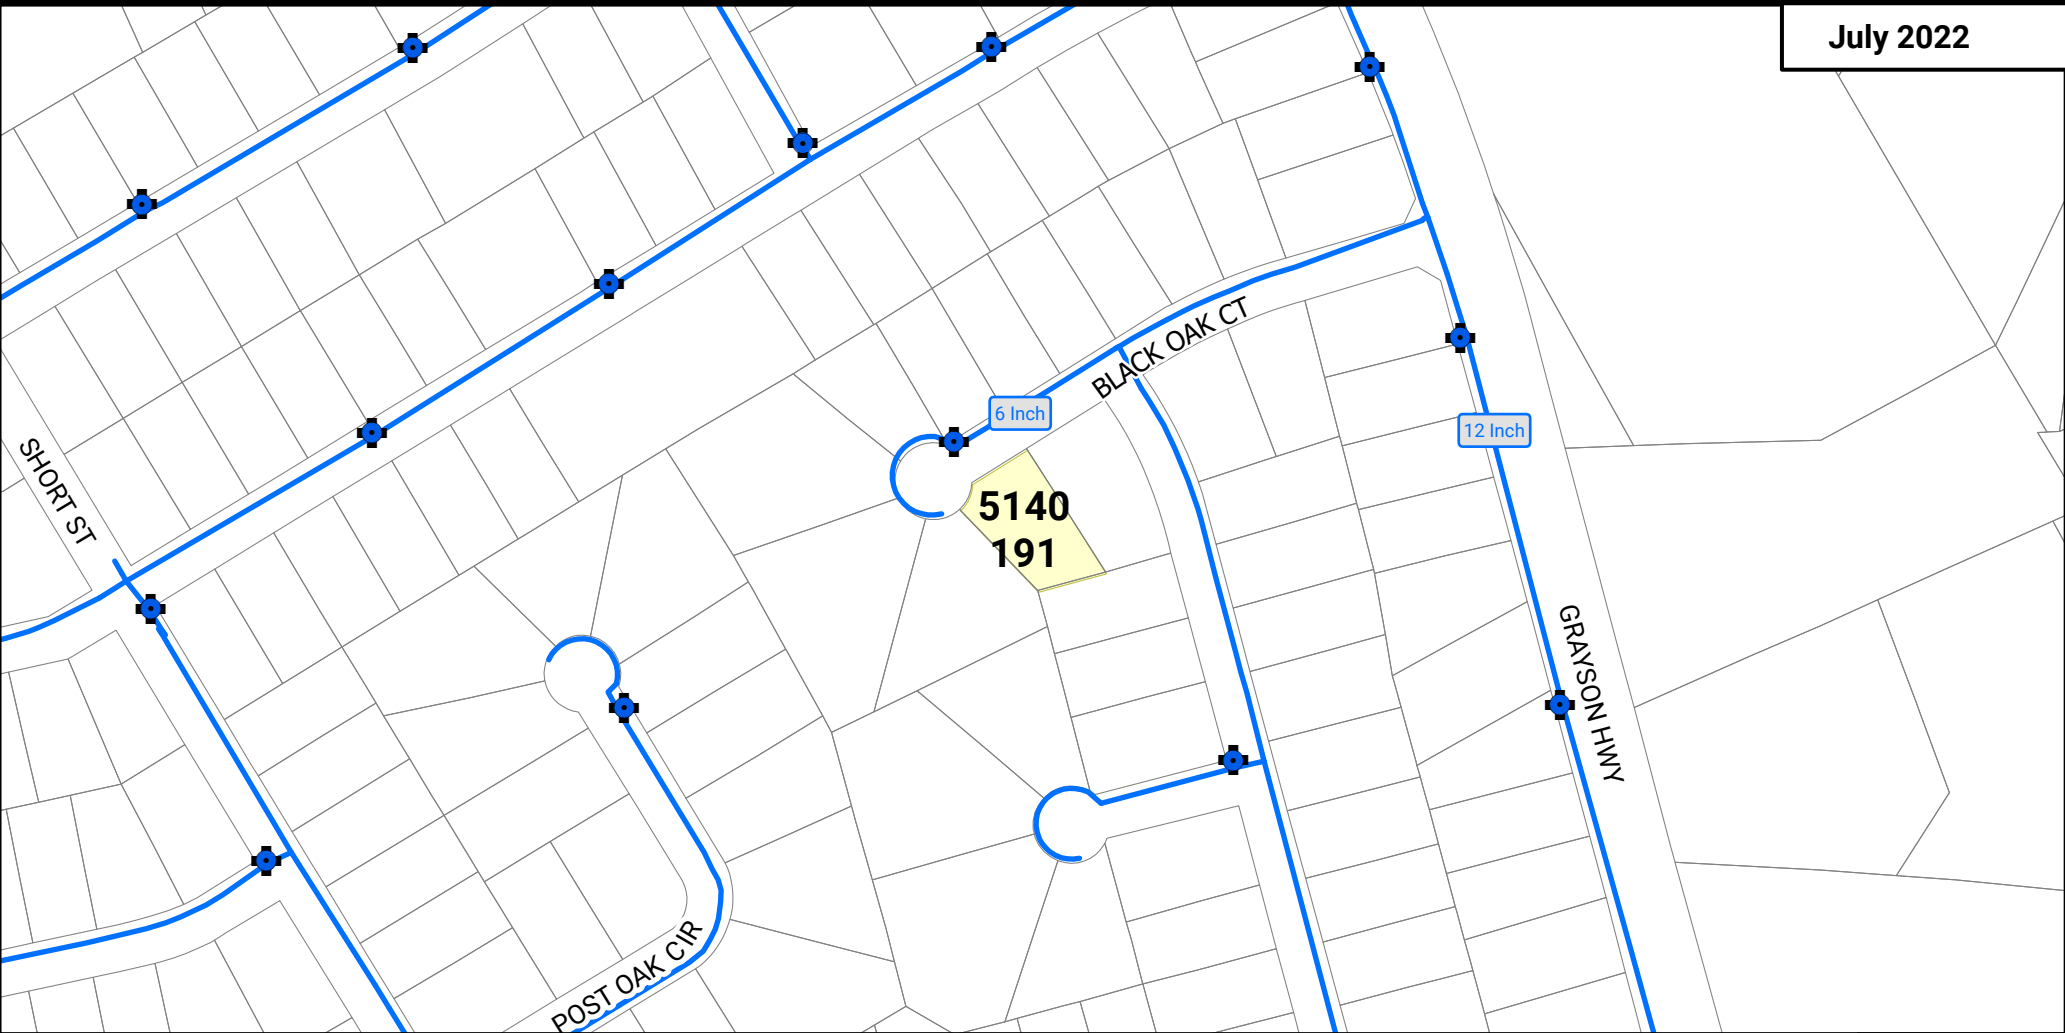 July 2022
BLACK OAK CT
6 Inch
12 Inch
SHORT ST
5140
191
GRAYSON HWY
POST OAK CIR